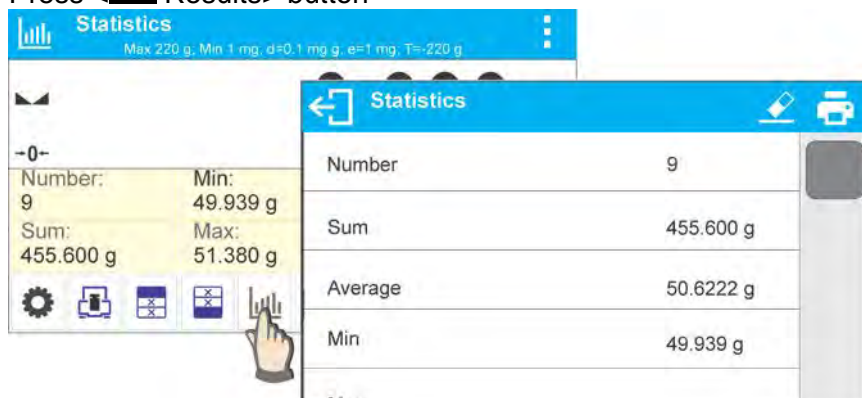 Statistics
Max 220 g; Min 1 mg; d=0.1 mg g; e=1 mg; T=-220 g
Statistics
→0←
Number: Min:
9 49.939 g
Sum: Max:
455.600 g 51.380 g
Number 9
Sum 455.600 g
Average 50.6222 g
Min 49.939 g